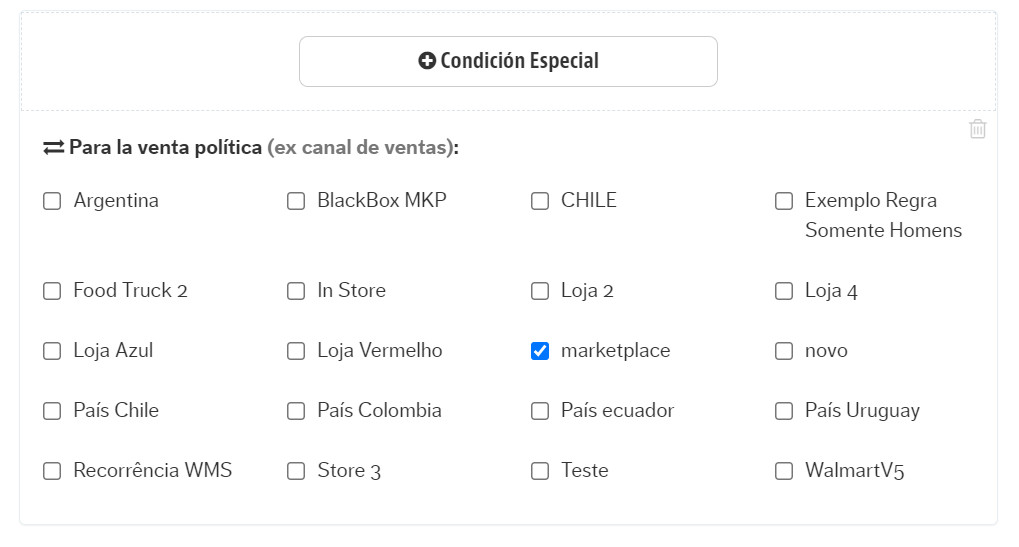 Condición Especial
Para la venta política (ex canal de ventas):
Argentina
BlackBox MKP
CHILE
Exemplo Regra
Somente Homens
Food Truck 2
In Store
Loja 2
Loja 4
Loja Azul
Loja Vermelho
marketplace
novo
País Chile
País Colombia
País ecuador
País Uruguay
Recorrência WMS
Store 3
Teste
WalmartV5